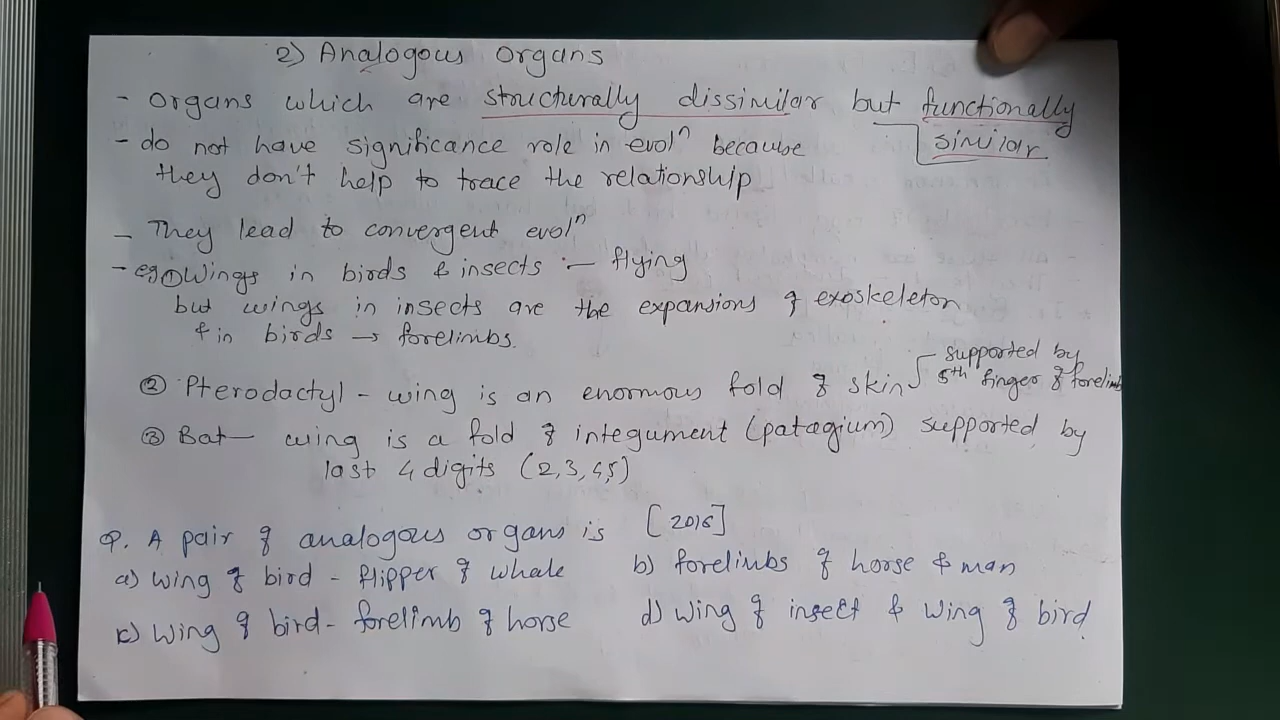 2) Analogous organs
- organs which are structurally dissimilar but functionally
similar
- do not have significance role in evolⁿ because
they don't help to trace the relationship
- They lead to convergent evolⁿ
- eg ① Wings in birds & insects :- flying
but wings in insects are the expansions of exoskeleton
& in birds → forelimbs.
② Pterodactyl - wing is an enormous fold of skin supported by
5th finger of forelimb
③ Bat - wing is a fold of integument (patagium) supported by
last 4 digits (2,3,4,5)
Q. A pair of analogous organs is [2016]
a) wing of bird - flipper of whale b) forelimbs of horse & man
c) Wing of bird - forelimb of horse d) Wing of insect & Wing of bird